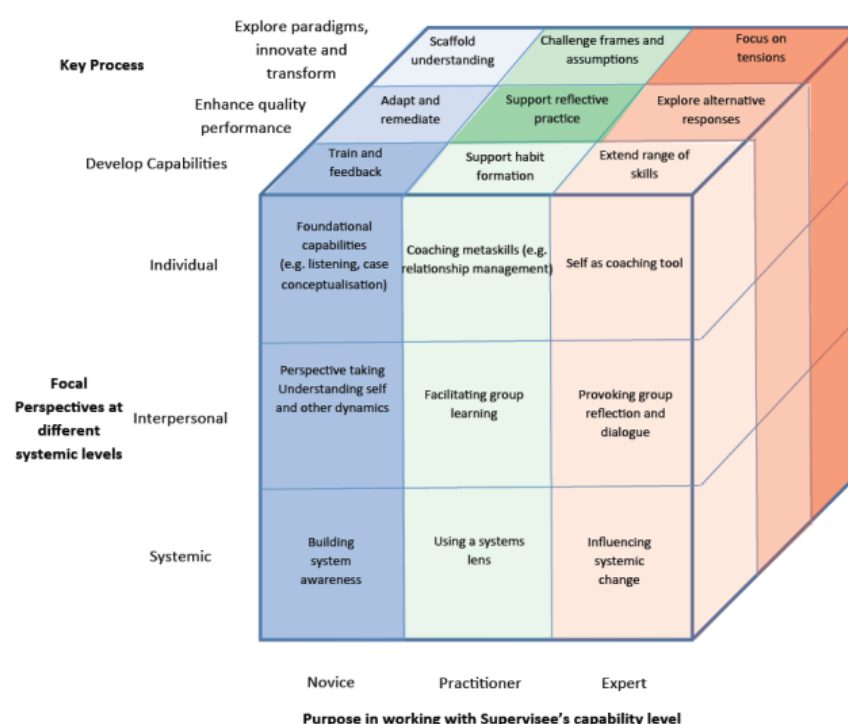 Explore paradigms,
innovate and
transform
Key Process
Scaffold
understanding
Challenge frames and
assumptions
Focus on
tensions
Enhance quality
performance
Adapt and
remediate
Support reflective
practice
Explore alternative
responses
Develop Capabilities
Train and
feedback
Support habit
formation
Extend range of
skills
Individual
Foundational
capabilities
(e.g. listening, case
conceptualisation)
Coaching metaskills (e.g.
relationship management)
Self as coaching tool
Focal
Perspectives at
different
systemic levels
Interpersonal
Perspective taking
Understanding self
and other dynamics
Facilitating group
learning
Provoking group
reflection and
dialogue
Systemic
Building
system
awareness
Using a systems
lens
Influencing
systemic
change
Novice
Practitioner
Expert
Purpose in working with Supervisee's capability level